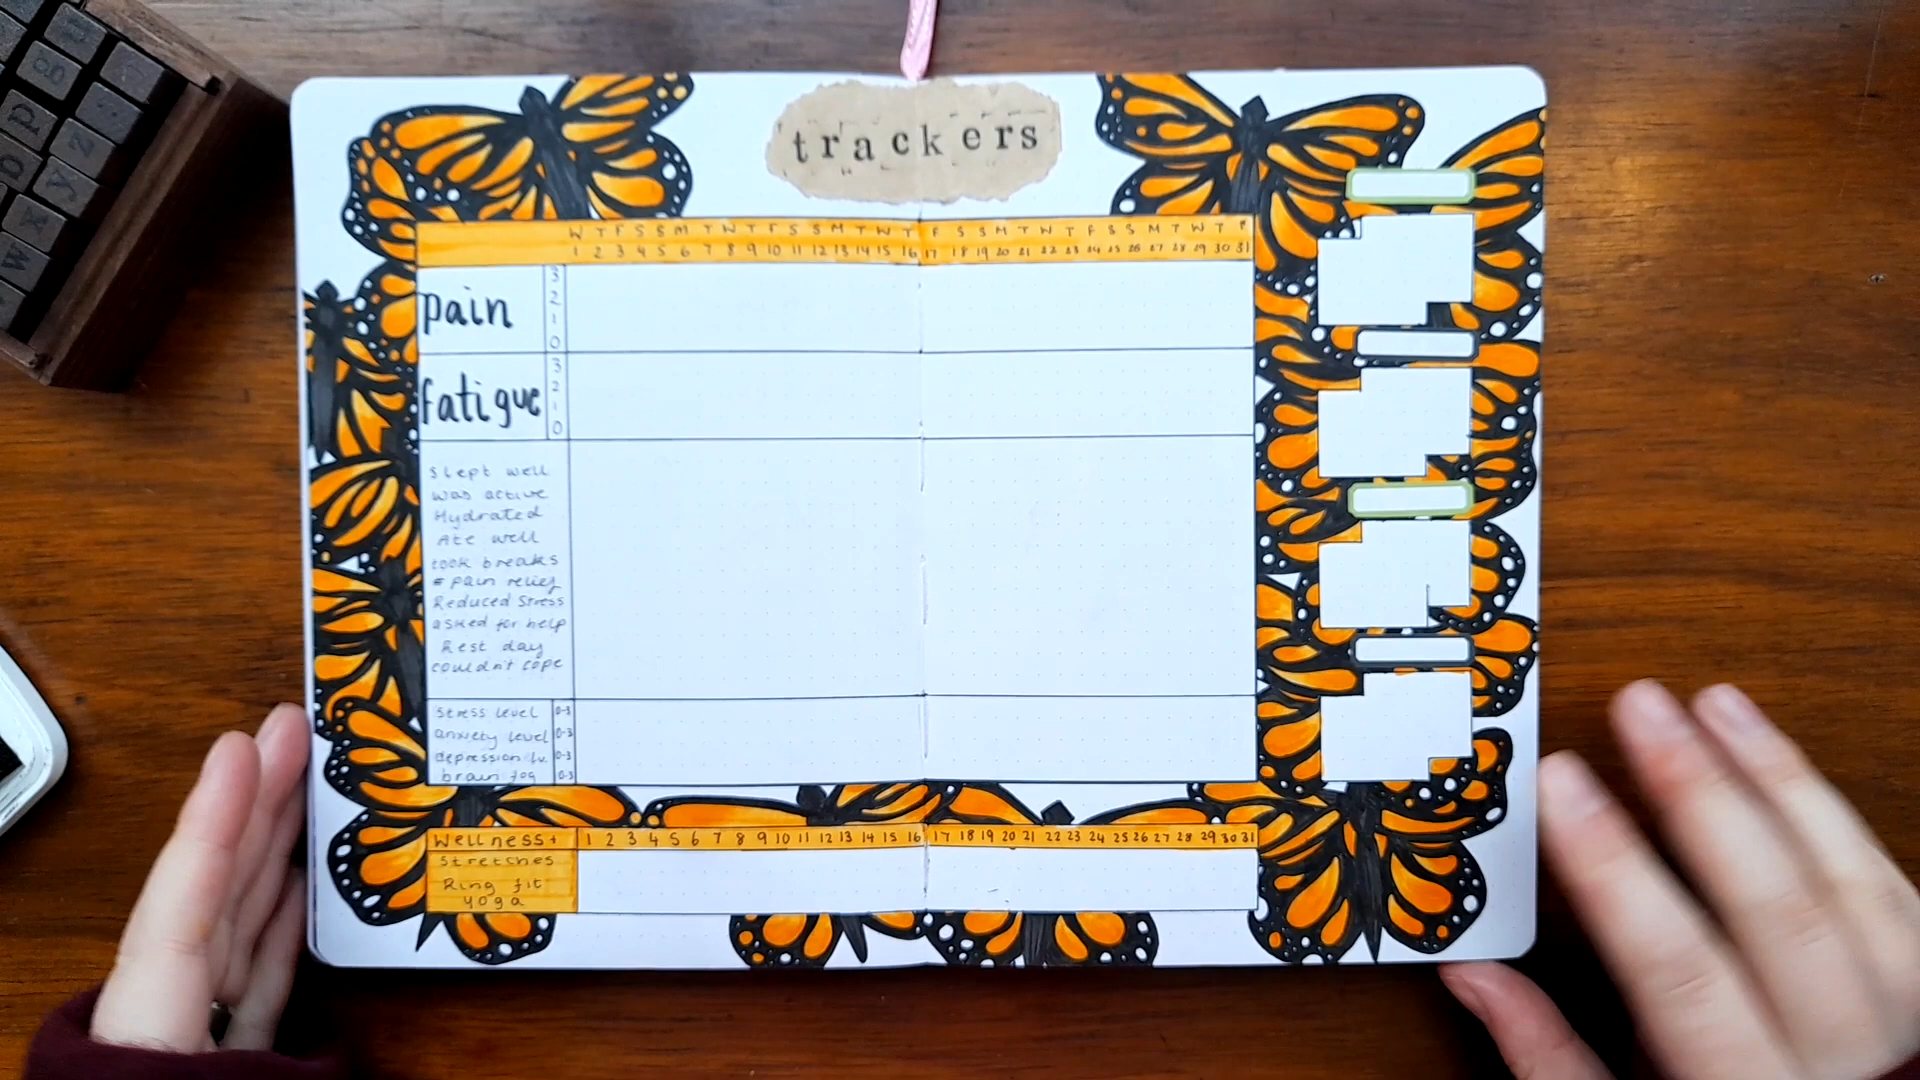 trackers
W T F S S M T W T F S S M T W T F S S M T W T F S S M T W T F
1 2 3 4 5 6 7 8 9 10 11 12 13 14 15 16 17 18 19 20 21 22 23 24 25 26 27 28 29 30 31
pain
3
2
1
0
fatigue
3
2
1
0
Slept well
was active
Hydrated
Ate well
took breaks
= pain relief
Reduced Stress
asked for help
Rest day
couldn't cope
Stress level 0-3
anxiety level 0-3
depression lv. 0-3
brain fog 0-3
Wellness+ 1 2 3 4 5 6 7 8 9 10 11 12 13 14 15 16 17 18 19 20 21 22 23 24 25 26 27 28 29 30 31
Stretches
Ring fit
yoga
g
p
z
y
x
w